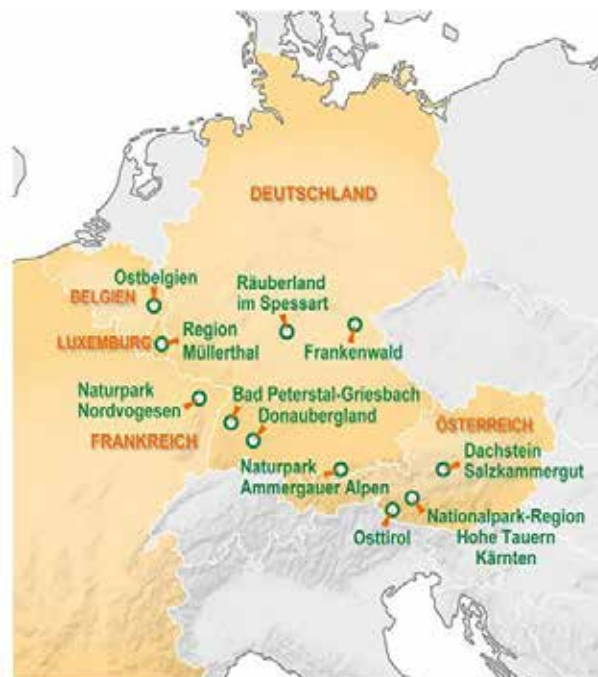 DEUTSCHLAND
Ostbelgien
BELGIEN
Räuberland
im Spessart
LUXEMBURG
Region
Müllerthal
Frankenwald
Naturpark
Nordvogesen
Bad Peterstal-Griesbach
Donaubergland
FRANKREICH
ÖSTERREICH
Naturpark
Ammergauer Alpen
Dachstein
Salzkammergut
Osttirol
Nationalpark-Region
Hohe Tauern
Kärnten